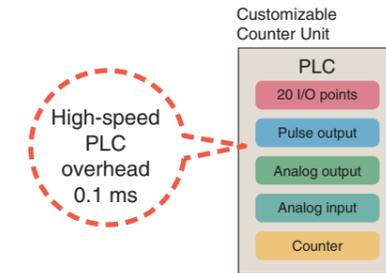 Customizable
Counter Unit
PLC
20 I/O points
Pulse output
Analog output
Analog input
Counter
High-speed
PLC
overhead
0.1 ms